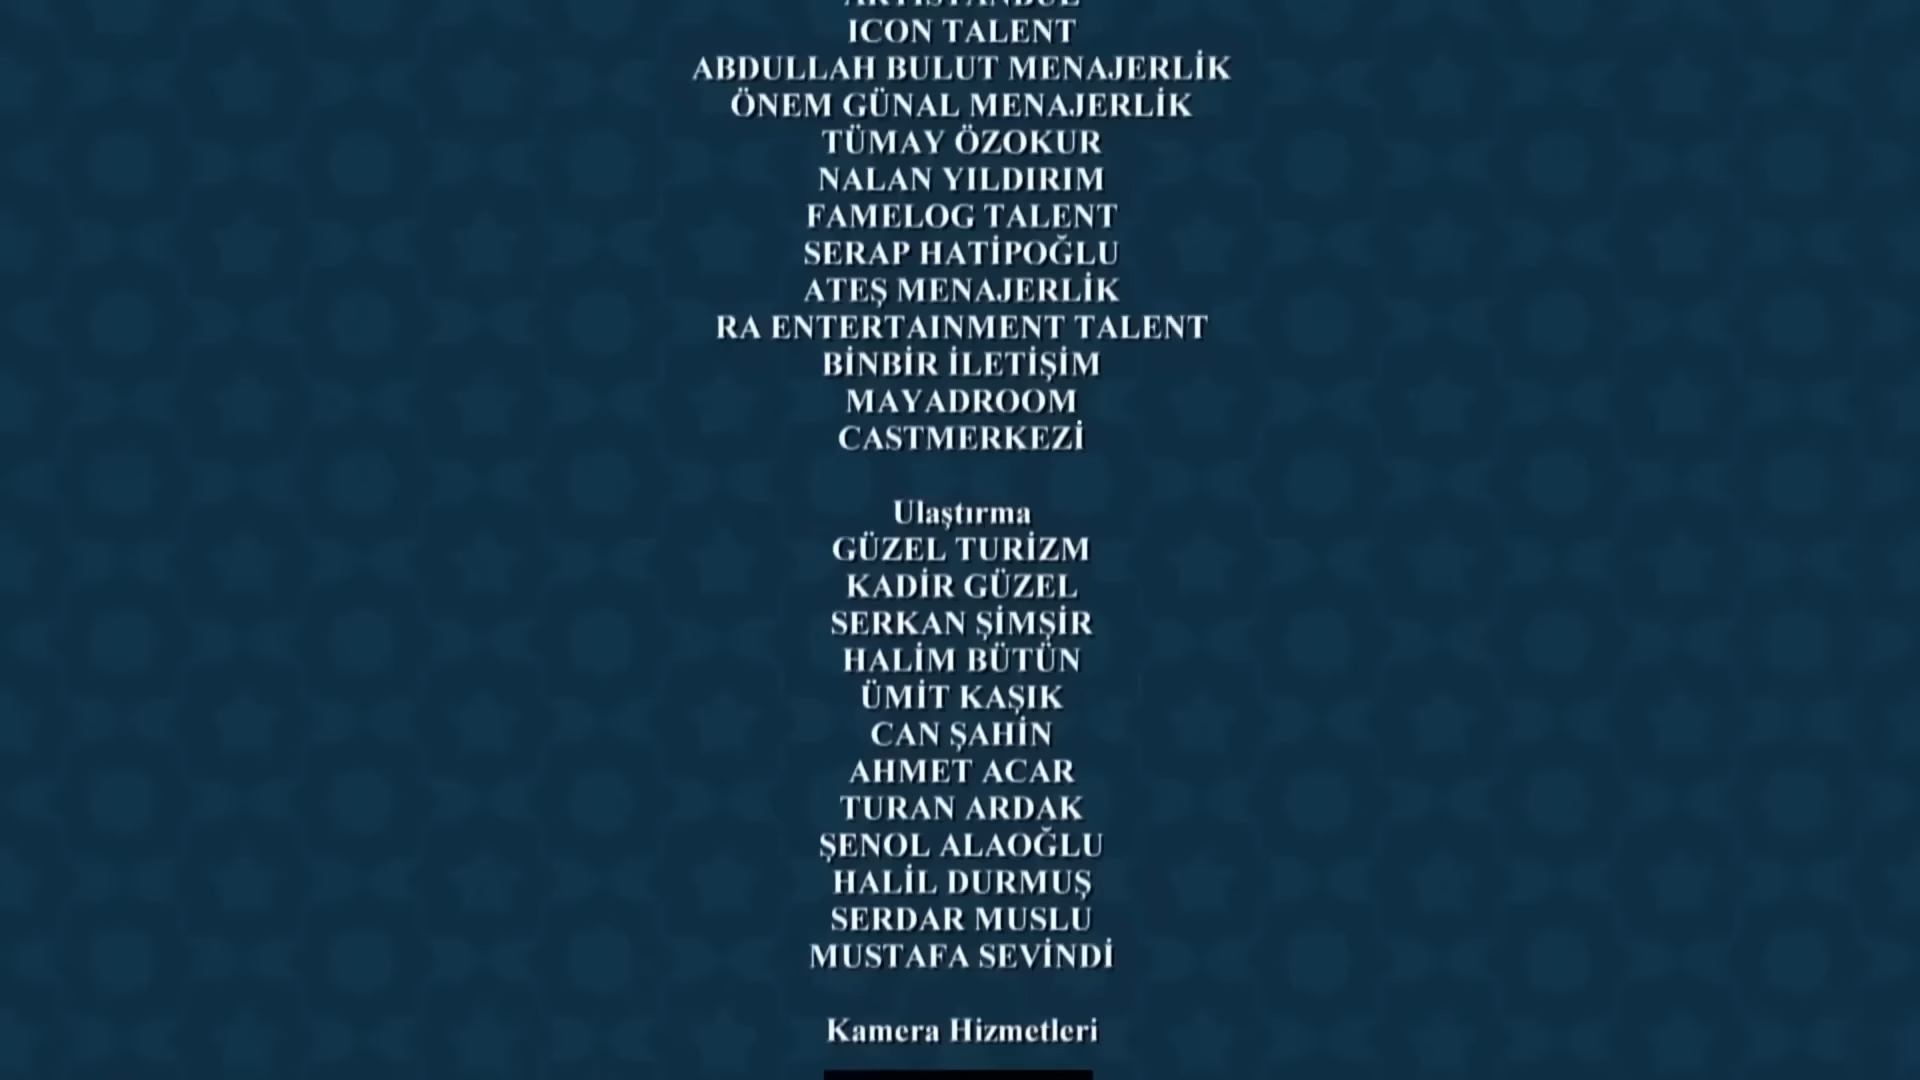 ARTİSTANBUL
ICON TALENT
ABDULLAH BULUT MENAJERLİK
ÖNEM GÜNAL MENAJERLİK
TÜMAY ÖZOKUR
NALAN YILDIRIM
FAMELOG TALENT
SERAP HATİPOĞLU
ATEŞ MENAJERLİK
RA ENTERTAINMENT TALENT
BİNBİR İLETİŞİM
MAYADROOM
CASTMERKEZİ
Ulaştırma
GÜZEL TURİZM
KADİR GÜZEL
SERKAN ŞİMŞİR
HALİM BÜTÜN
ÜMİT KAŞIK
CAN ŞAHİN
AHMET ACAR
TURAN ARDAK
ŞENOL ALAOĞLU
HALİL DURMUŞ
SERDAR MUSLU
MUSTAFA SEVİNDİ
Kamera Hizmetleri